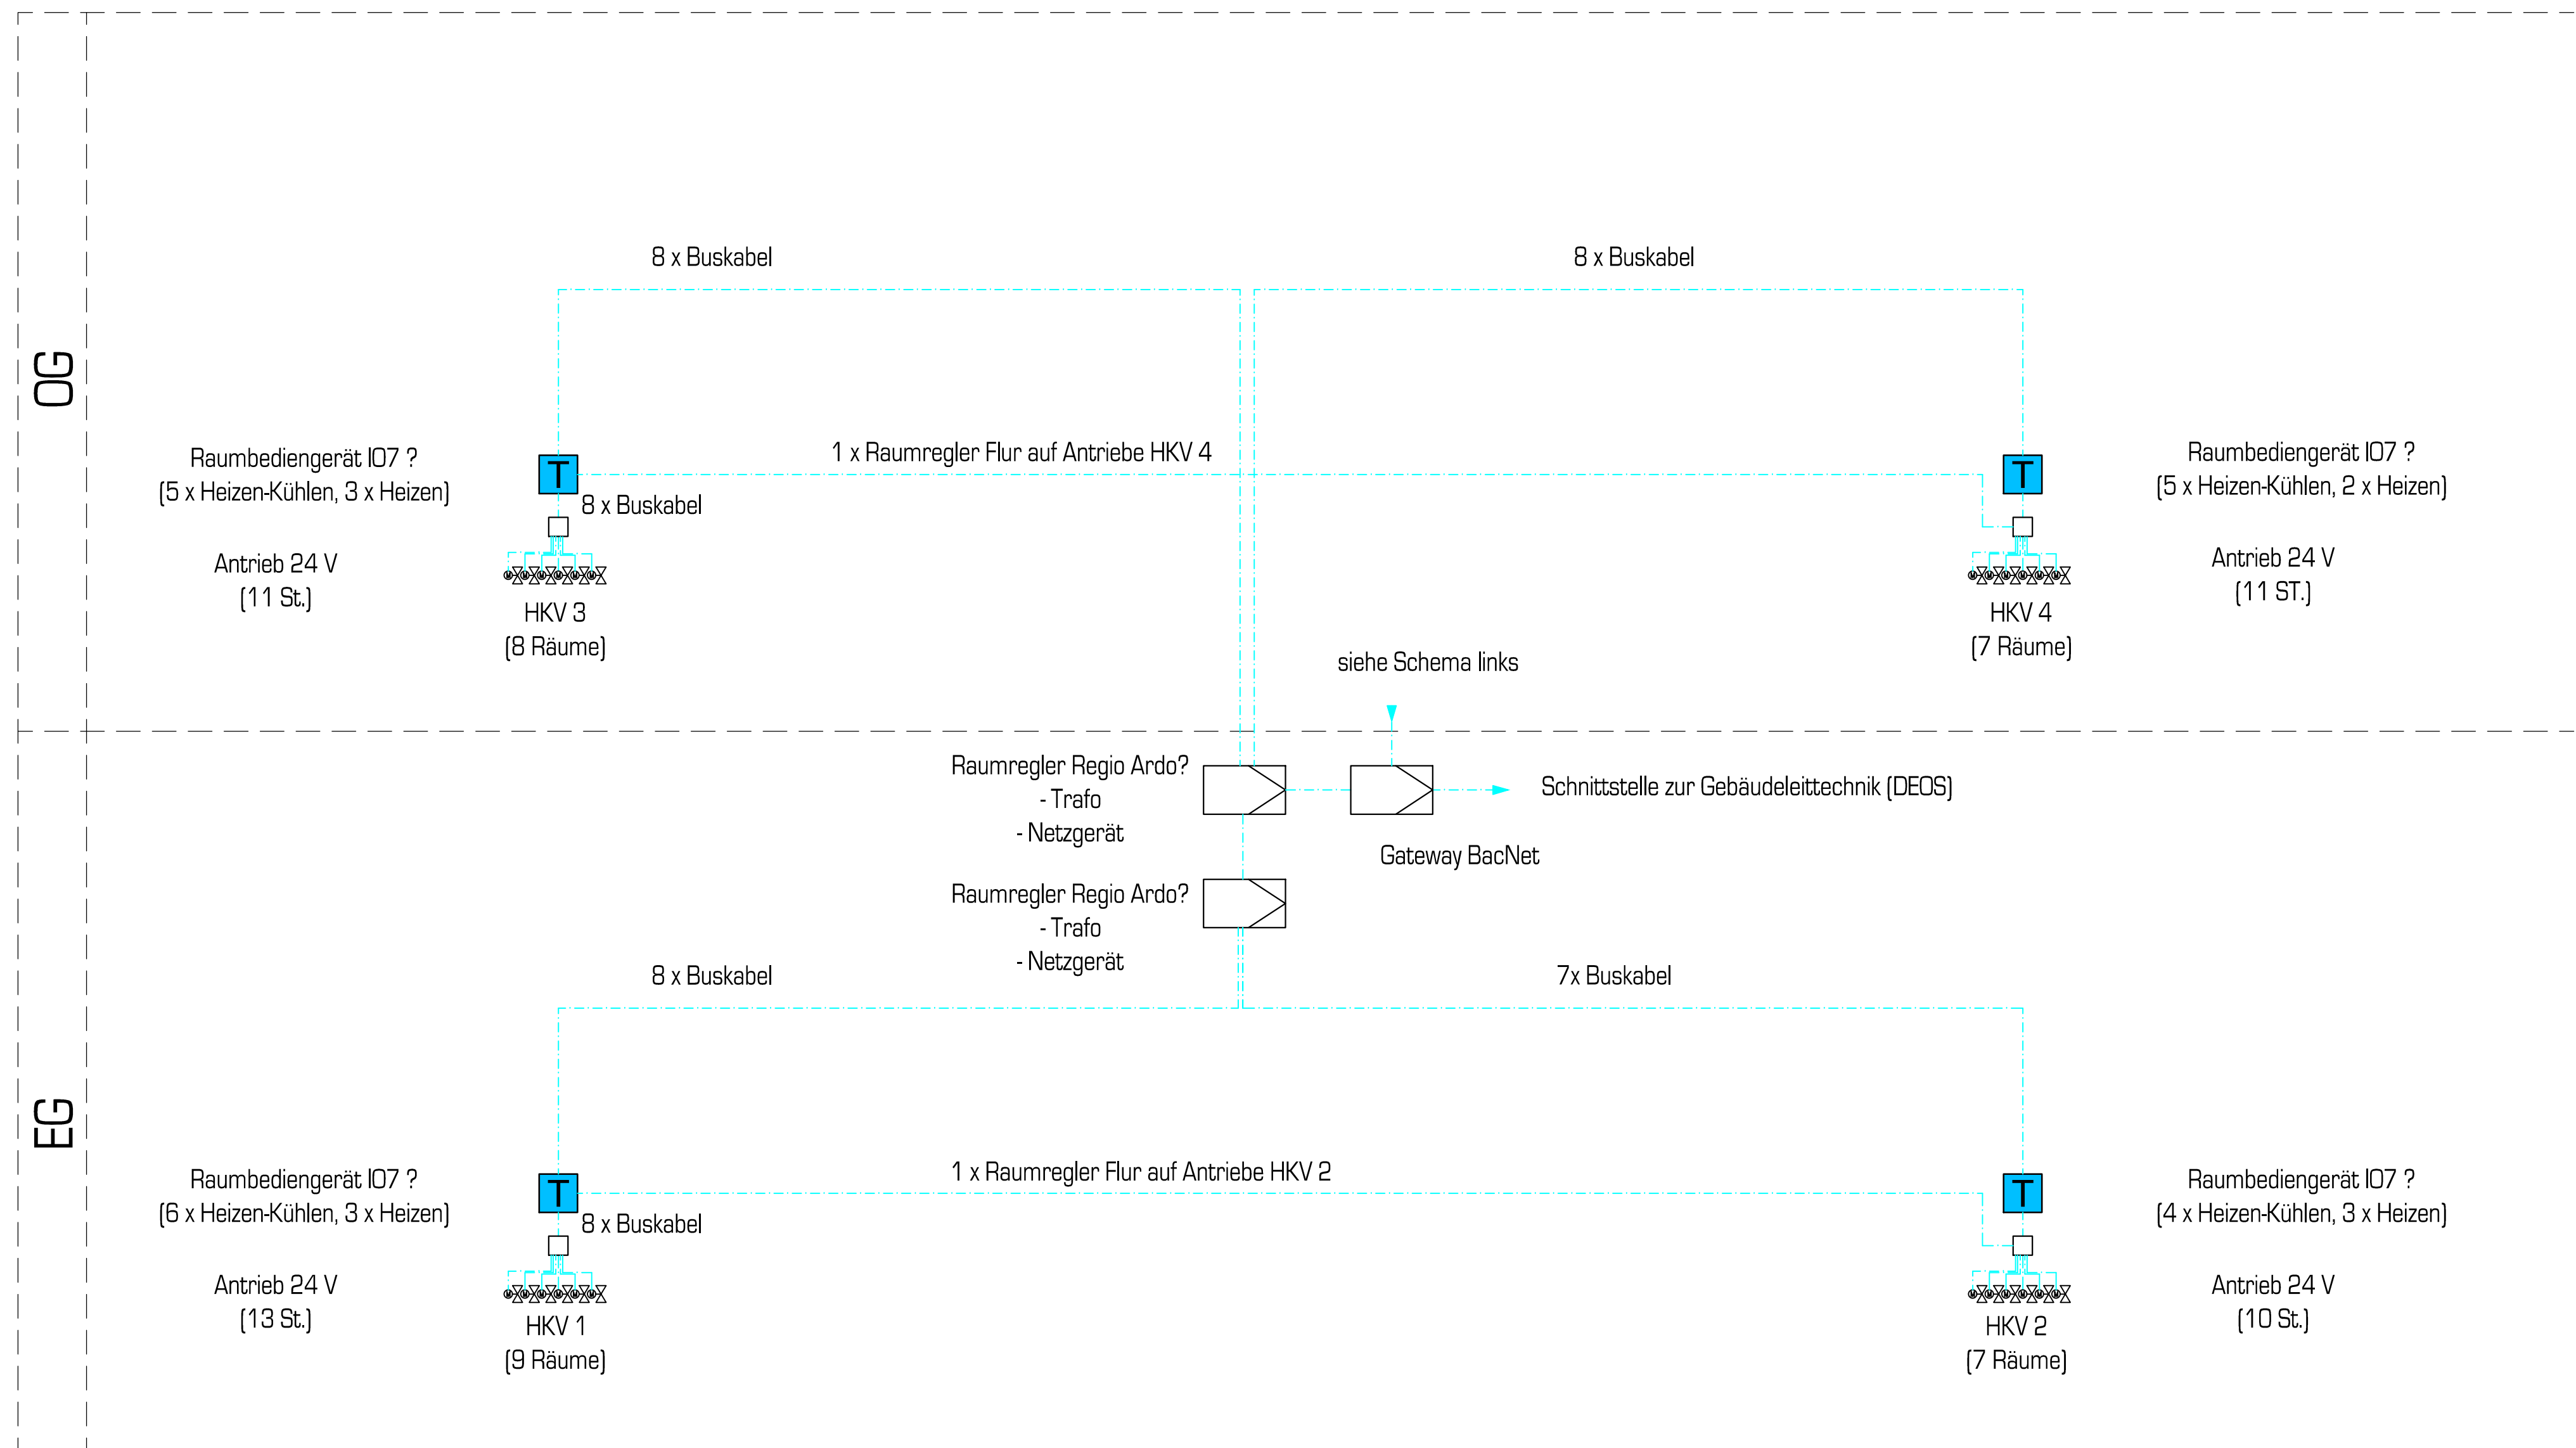 OG
8 x Buskabel
8 x Buskabel
Raumbediengerät IO7 ?
(5 x Heizen-Kühlen, 3 x Heizen)
Antrieb 24 V
(11 St.)
T
8 x Buskabel
HKV 3
(8 Räume)
1 x Raumregler Flur auf Antriebe HKV 4
T
HKV 4
(7 Räume)
Raumbediengerät IO7 ?
(5 x Heizen-Kühlen, 2 x Heizen)
Antrieb 24 V
(11 ST.)
siehe Schema links
EG
Raumregler Regio Ardo?
- Trafo
- Netzgerät
Schnittstelle zur Gebäudeleittechnik (DEOS)
Gateway BacNet
Raumregler Regio Ardo?
- Trafo
- Netzgerät
8 x Buskabel
7x Buskabel
Raumbediengerät IO7 ?
(6 x Heizen-Kühlen, 3 x Heizen)
Antrieb 24 V
(13 St.)
T
8 x Buskabel
HKV 1
(9 Räume)
1 x Raumregler Flur auf Antriebe HKV 2
T
HKV 2
(7 Räume)
Raumbediengerät IO7 ?
(4 x Heizen-Kühlen, 3 x Heizen)
Antrieb 24 V
(10 St.)